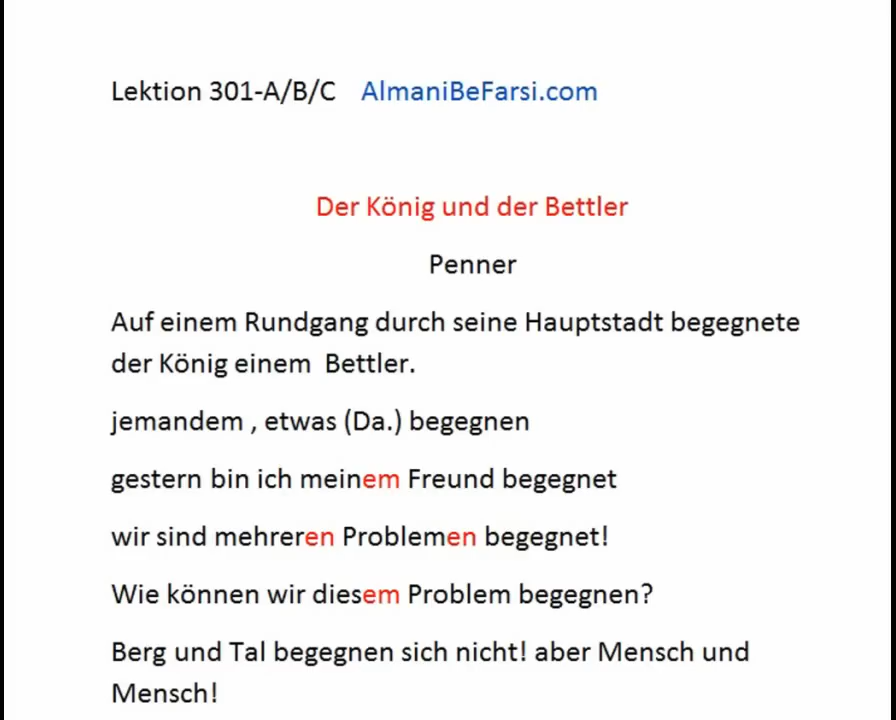 Lektion 301-A/B/C AlmaniBeFarsi.com
Der König und der Bettler
Penner
Auf einem Rundgang durch seine Hauptstadt begegnete
der König einem Bettler.
jemandem , etwas (Da.) begegnen
gestern bin ich meinem Freund begegnet
wir sind mehreren Problemen begegnet!
Wie können wir diesem Problem begegnen?
Berg und Tal begegnen sich nicht! aber Mensch und
Mensch!